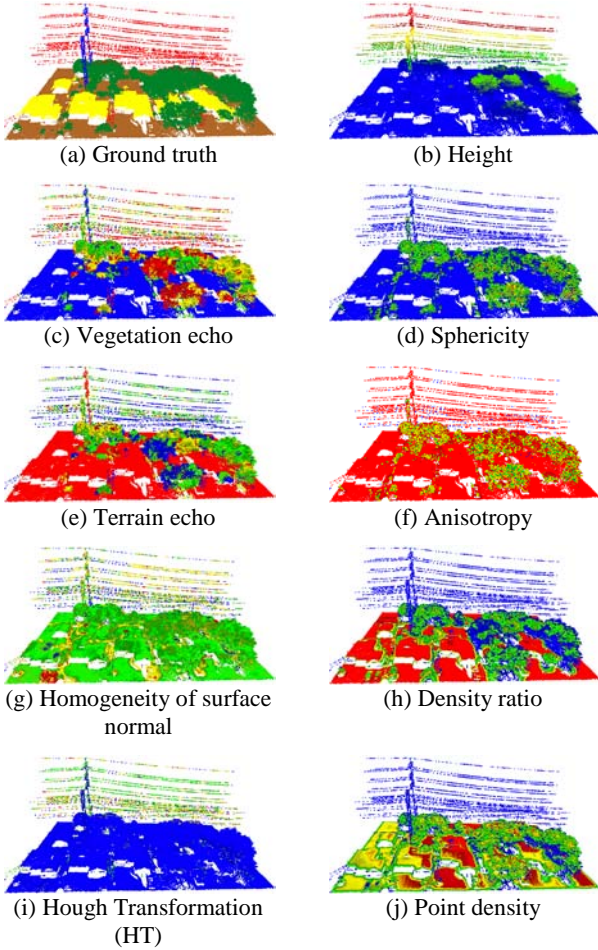 (a) Ground truth
(b) Height
(c) Vegetation echo
(d) Sphericity
(e) Terrain echo
(f) Anisotropy
(g) Homogeneity of surface
normal
(h) Density ratio
(i) Hough Transformation
(HT)
(j) Point density